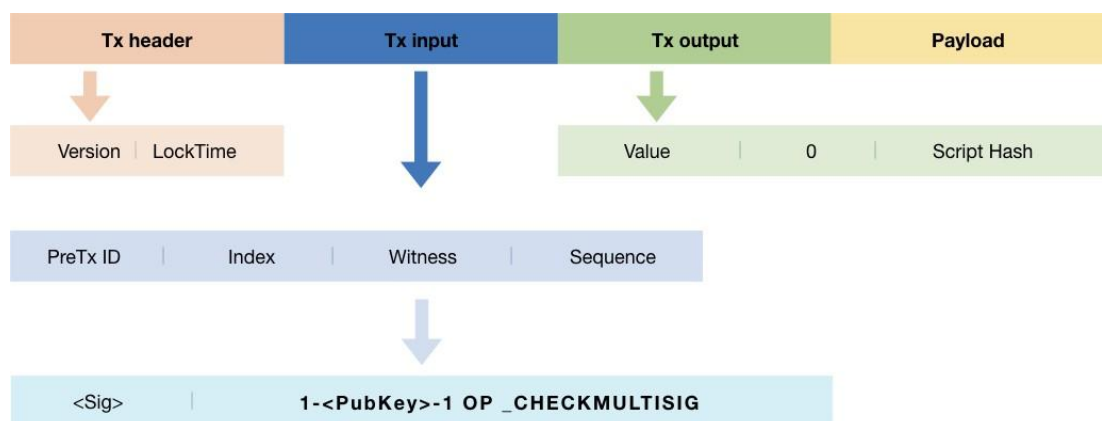 Tx header Tx input Tx output Payload
Version | LockTime Value | 0 | Script Hash
PreTx ID | Index | Witness | Sequence
<Sig> | 1-<PubKey>-1 OP _CHECKMULTISIG